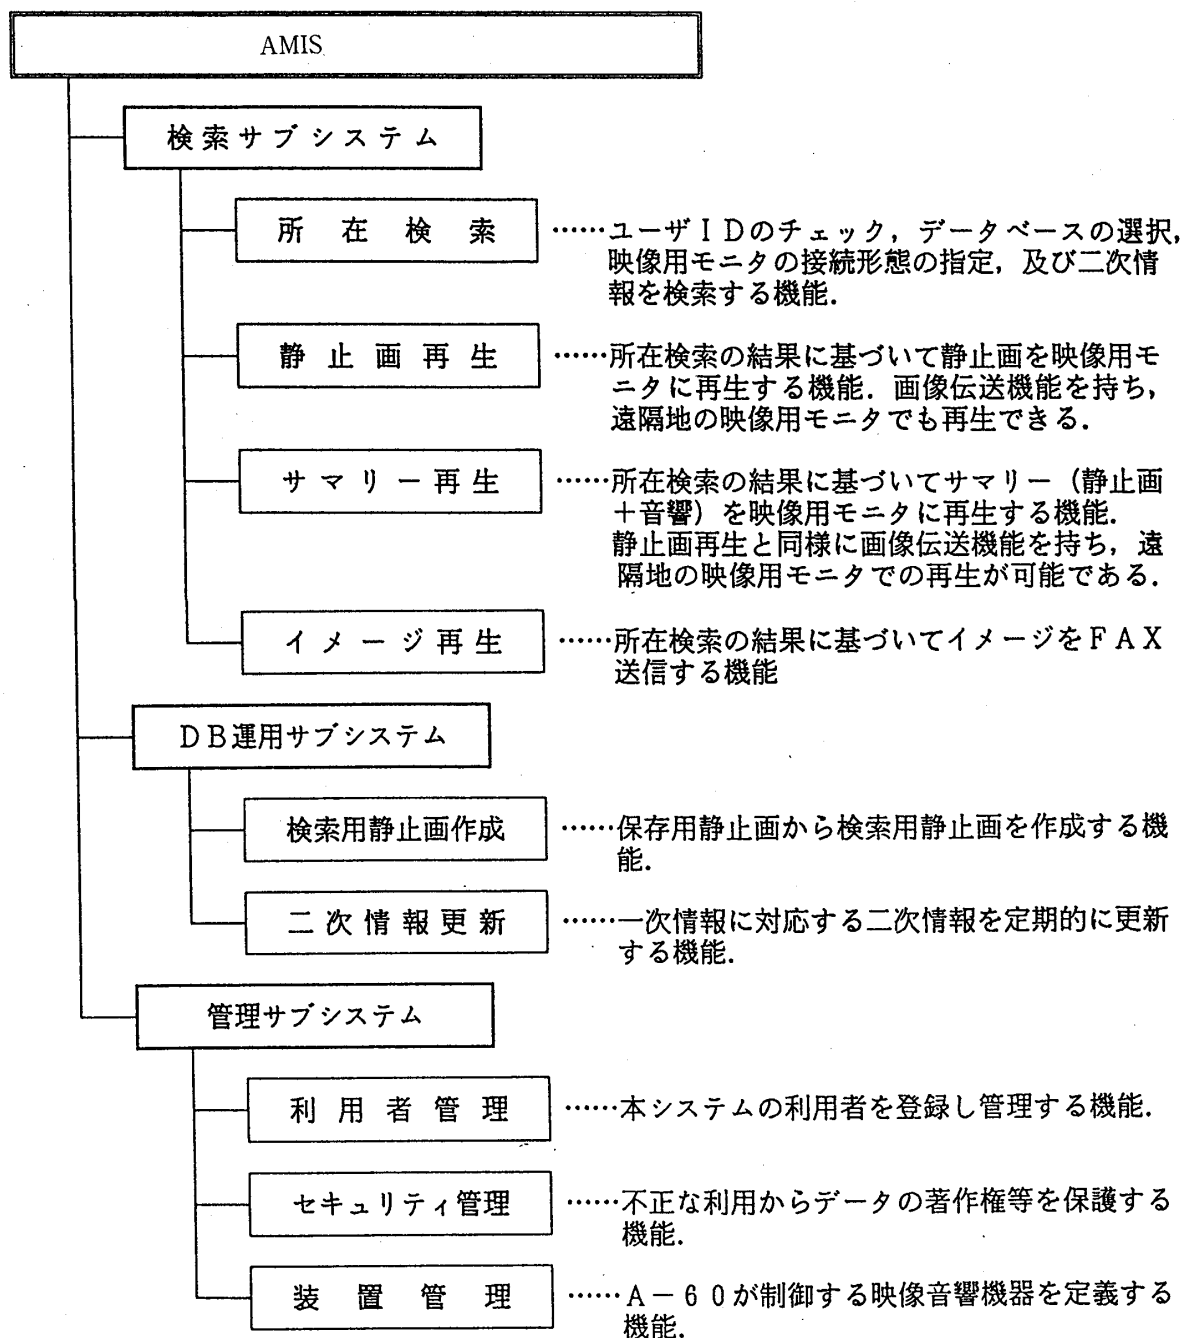 AMIS
検索サブシステム
所在検索
……ユーザIDのチェック，データベースの選択，
映像用モニタの接続形態の指定，及び二次情
報を検索する機能．
静止画再生
……所在検索の結果に基づいて静止画を映像用モ
ニタに再生する機能．画像伝送機能を持ち，
遠隔地の映像用モニタでも再生できる．
サマリー再生
……所在検索の結果に基づいてサマリー（静止画
＋音響）を映像用モニタに再生する機能．
静止画再生と同様に画像伝送機能を持ち，遠
隔地の映像用モニタでの再生が可能である．
イメージ再生
……所在検索の結果に基づいてイメージをFAX
送信する機能
DB運用サブシステム
検索用静止画作成
……保存用静止画から検索用静止画を作成する機
能．
二次情報更新
……一次情報に対応する二次情報を定期的に更新
する機能．
管理サブシステム
利用者管理
……本システムの利用者を登録し管理する機能．
セキュリティ管理
……不正な利用からデータの著作権等を保護する
機能．
装置管理
……A－60が制御する映像音響機器を定義する
機能．